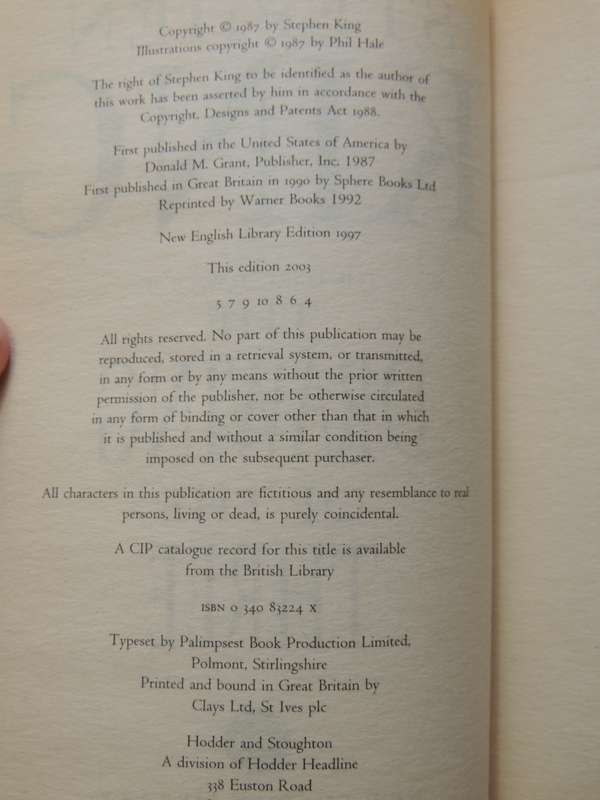 Copyright © 1987 by Stephen King
Illustrations copyright © 1987 by Phil Hale
The right of Stephen King to be identified as the author of
this work has been asserted by him in accordance with the
Copyright, Designs and Patents Act 1988.
First published in the United States of America by
Donald M. Grant, Publisher, Inc. 1987
First published in Great Britain in 1990 by Sphere Books Ltd
Reprinted by Warner Books 1992
New English Library Edition 1997
This edition 2003
5 7 9 10 8 6 4
All rights reserved. No part of this publication may be
reproduced, stored in a retrieval system, or transmitted,
in any form or by any means without the prior written
permission of the publisher, nor be otherwise circulated
in any form of binding or cover other than that in which
it is published and without a similar condition being
imposed on the subsequent purchaser.
All characters in this publication are fictitious and any resemblance to real
persons, living or dead, is purely coincidental.
A CIP catalogue record for this title is available
from the British Library
ISBN 0 340 83224 X
Typeset by Palimpsest Book Production Limited,
Polmont, Stirlingshire
Printed and bound in Great Britain by
Clays Ltd, St Ives plc
Hodder and Stoughton
A division of Hodder Headline
338 Euston Road